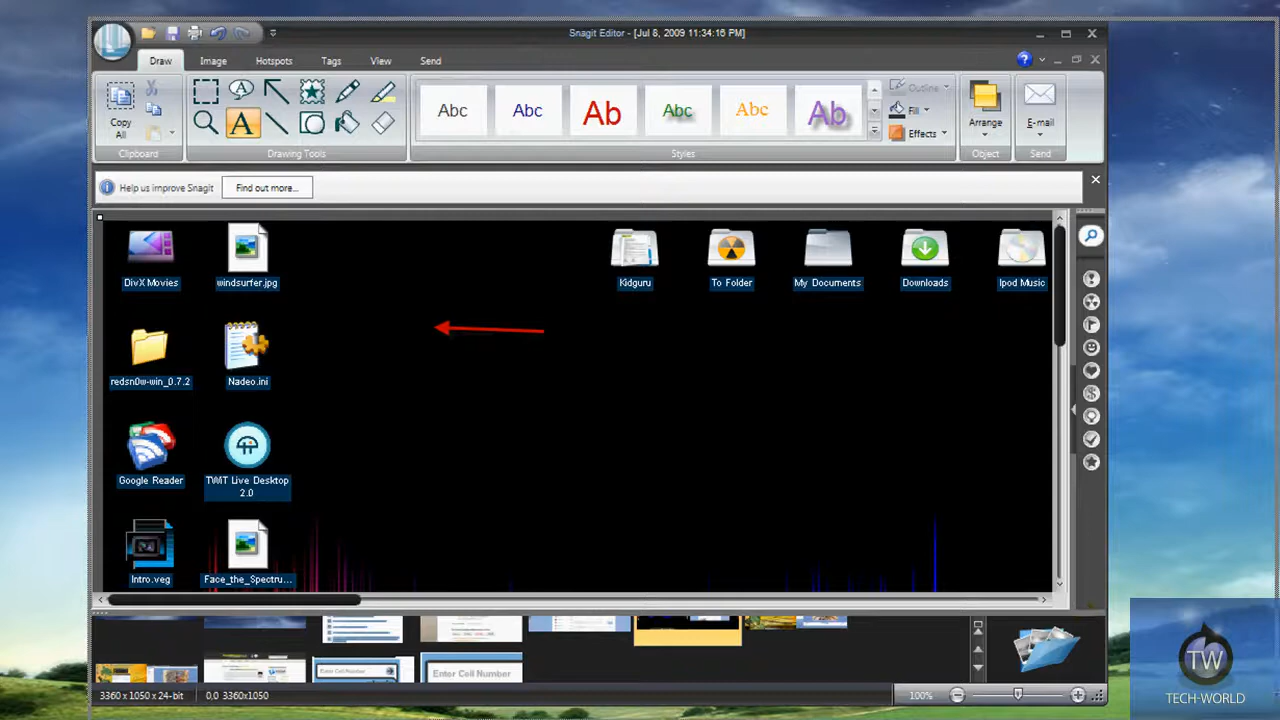 Snagit Editor - [Jul 8, 2009 11:34:16 PM]
Draw Image Hotspots Tags View Send
Copy All
Clipboard
Drawing Tools
Abc Abc Ab Abc Abc Ab
Styles
Outline
Fill
Effects
Arrange
Object
E-mail
Send
Help us improve Snagit Find out more...
DivX Movies windsurfer.jpg Kidguru To Folder My Documents Downloads Ipod Music
redsn0w-win_0.7.2 Nadeo.ini
Google Reader TWiT Live Desktop 2.0
Intro.veg Face_the_Spectru...
Enter Cell Number Enter Cell Number
3360 x 1050 x 24-bit 0,0 3360x1050 100%
TW
TECH-WORLD